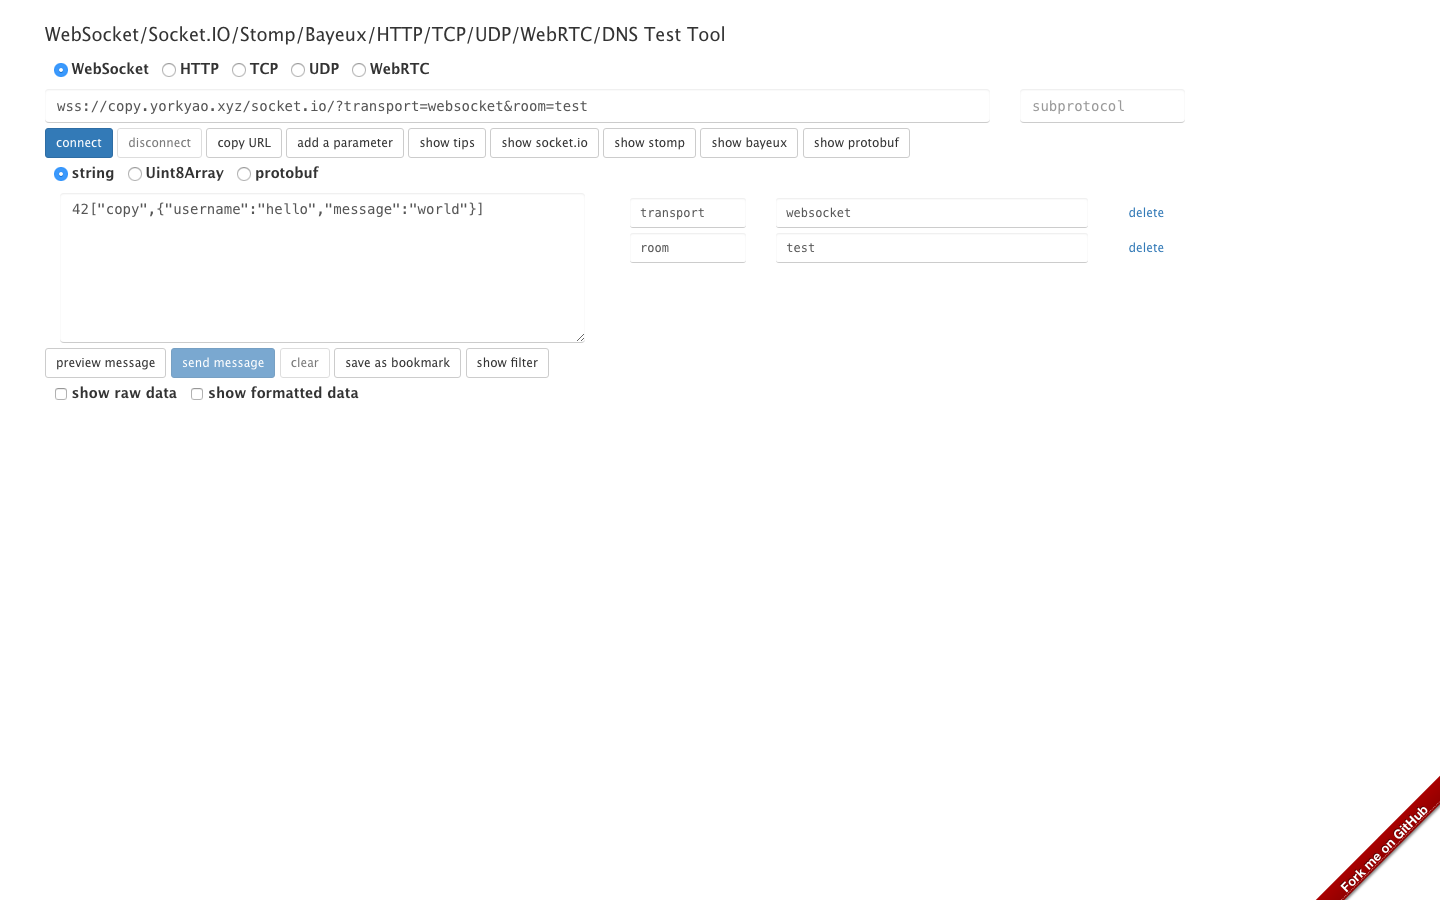 WebSocket/Socket.IO/Stomp/Bayeux/HTTP/TCP/UDP/WebRTC/DNS Test Tool
WebSocket HTTP TCP UDP WebRTC
wss://copy.yorkyao.xyz/socket.io/?transport=websocket&room=test subprotocol
connect disconnect copy URL add a parameter show tips show socket.io show stomp show bayeux show protobuf
string Uint8Array protobuf
42["copy",{"username":"hello","message":"world"}]
transport websocket delete
room test delete
preview message send message clear save as bookmark show filter
show raw data show formatted data
Fork me on GitHub